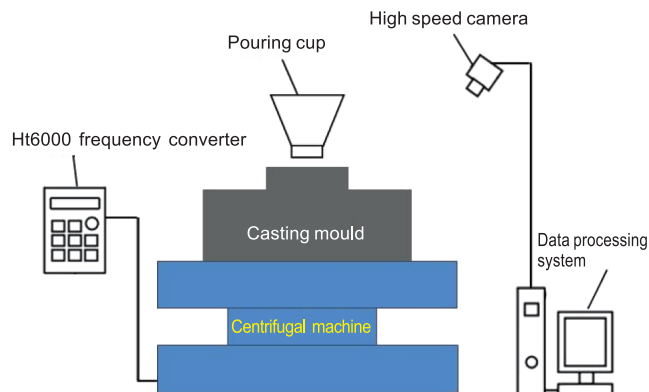 High speed camera
Pouring cup
Ht6000 frequency converter
Casting mould
Data processing
system
Centrifugal machine